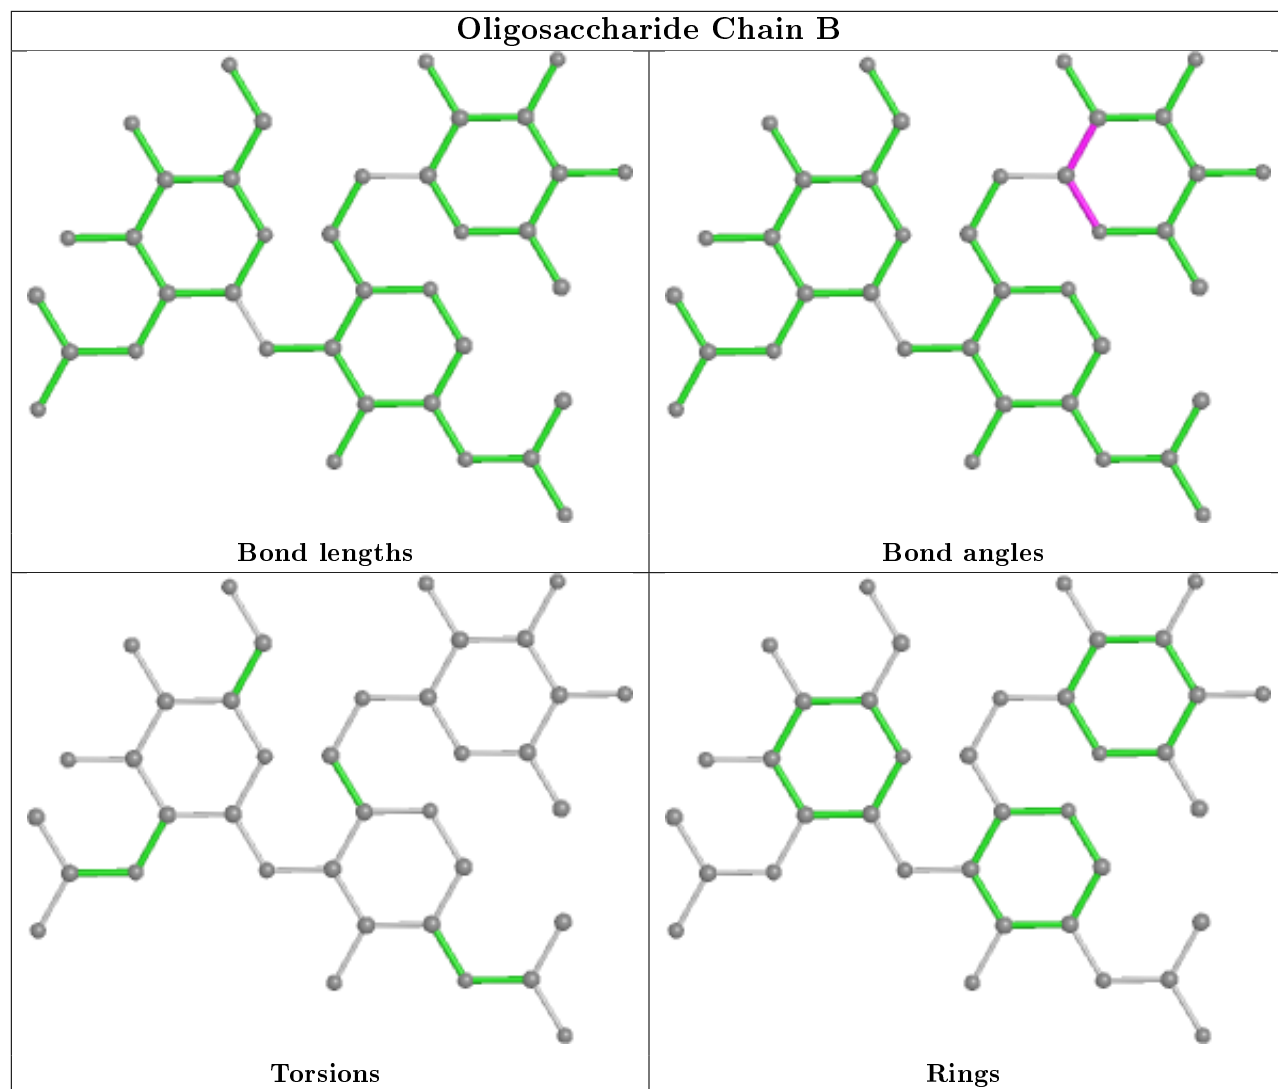 Oligosaccharide Chain B
Bond lengths
Bond angles
Torsions
Rings